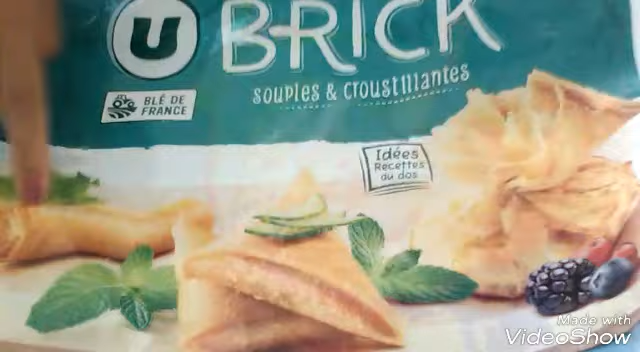 U
BRICK
souples & croustillantes
BLÉ DE
FRANCE
Idées
Recettes
au dos
Made with
VideoShow